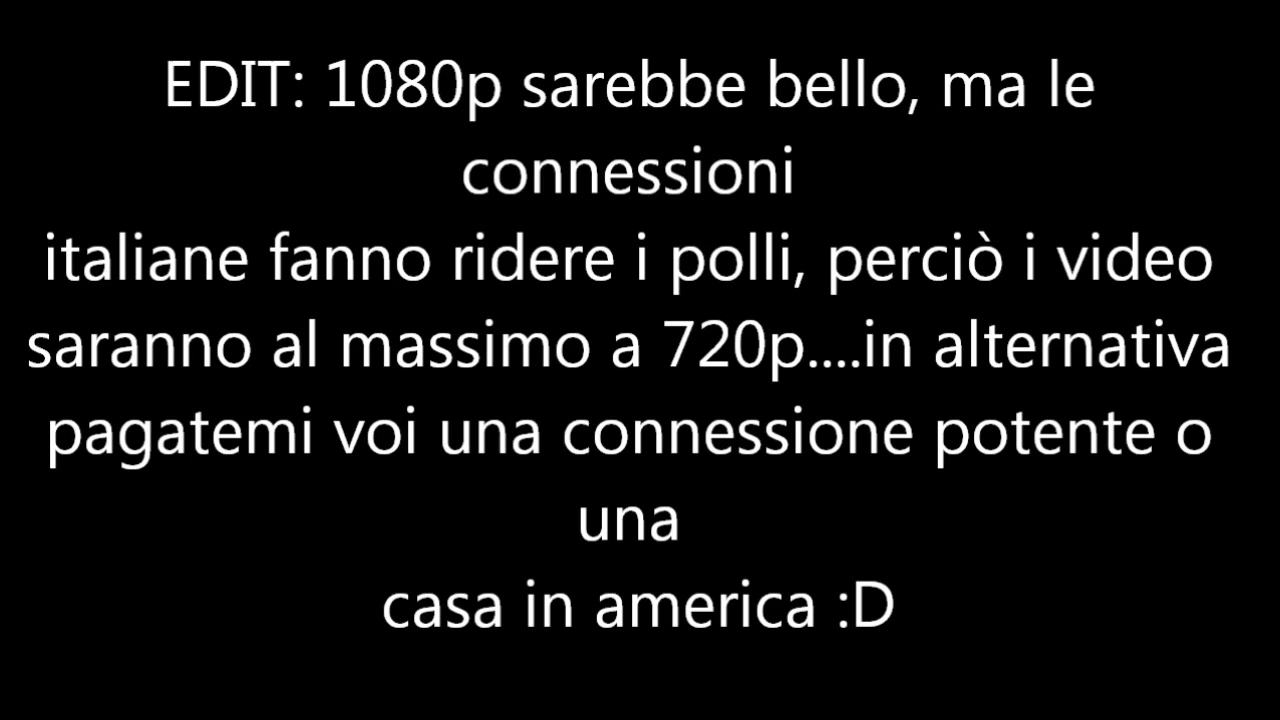 EDIT: 1080p sarebbe bello, ma le
connessioni
italiane fanno ridere i polli, perciò i video
saranno al massimo a 720p....in alternativa
pagatemi voi una connessione potente o
una
casa in america :D